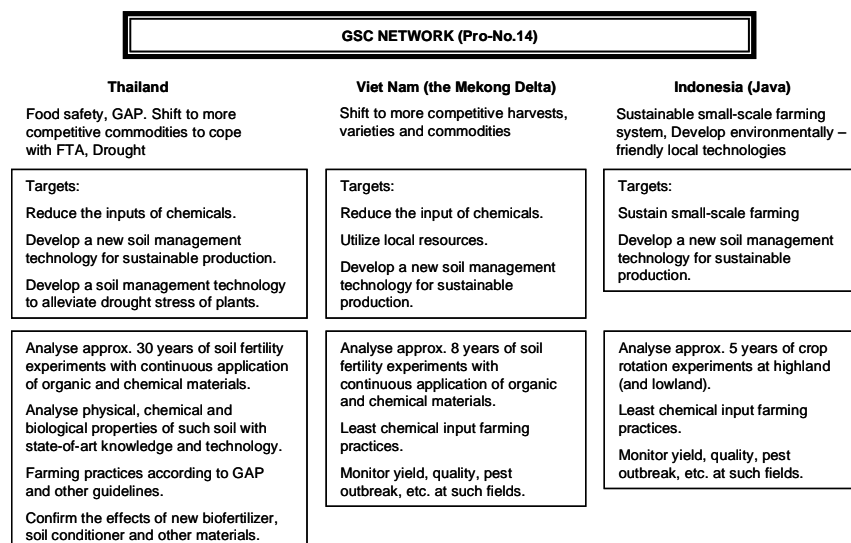 GSC NETWORK (Pro-No.14)
Thailand
Food safety, GAP. Shift to more
competitive commodities to cope
with FTA, Drought
Targets:
Reduce the inputs of chemicals.
Develop a new soil management
technology for sustainable production.
Develop a soil management technology
to alleviate drought stress of plants.
Analyse approx. 30 years of soil fertility
experiments with continuous application
of organic and chemical materials.
Analyse physical, chemical and
biological properties of such soil with
state-of-art knowledge and technology.
Farming practices according to GAP
and other guidelines.
Confirm the effects of new biofertilizer,
soil conditioner and other materials.
Viet Nam (the Mekong Delta)
Shift to more competitive harvests,
varieties and commodities
Targets:
Reduce the input of chemicals.
Utilize local resources.
Develop a new soil management
technology for sustainable
production.
Analyse approx. 8 years of soil
fertility experiments with
continuous application of organic
and chemical materials.
Least chemical input farming
practices.
Monitor yield, quality, pest
outbreak, etc. at such fields.
Indonesia (Java)
Sustainable small-scale farming
system, Develop environmentally –
friendly local technologies
Targets:
Sustain small-scale farming
Develop a new soil management
technology for sustainable
production.
Analyse approx. 5 years of crop
rotation experiments at highland
(and lowland).
Least chemical input farming
practices.
Monitor yield, quality, pest
outbreak, etc. at such fields.